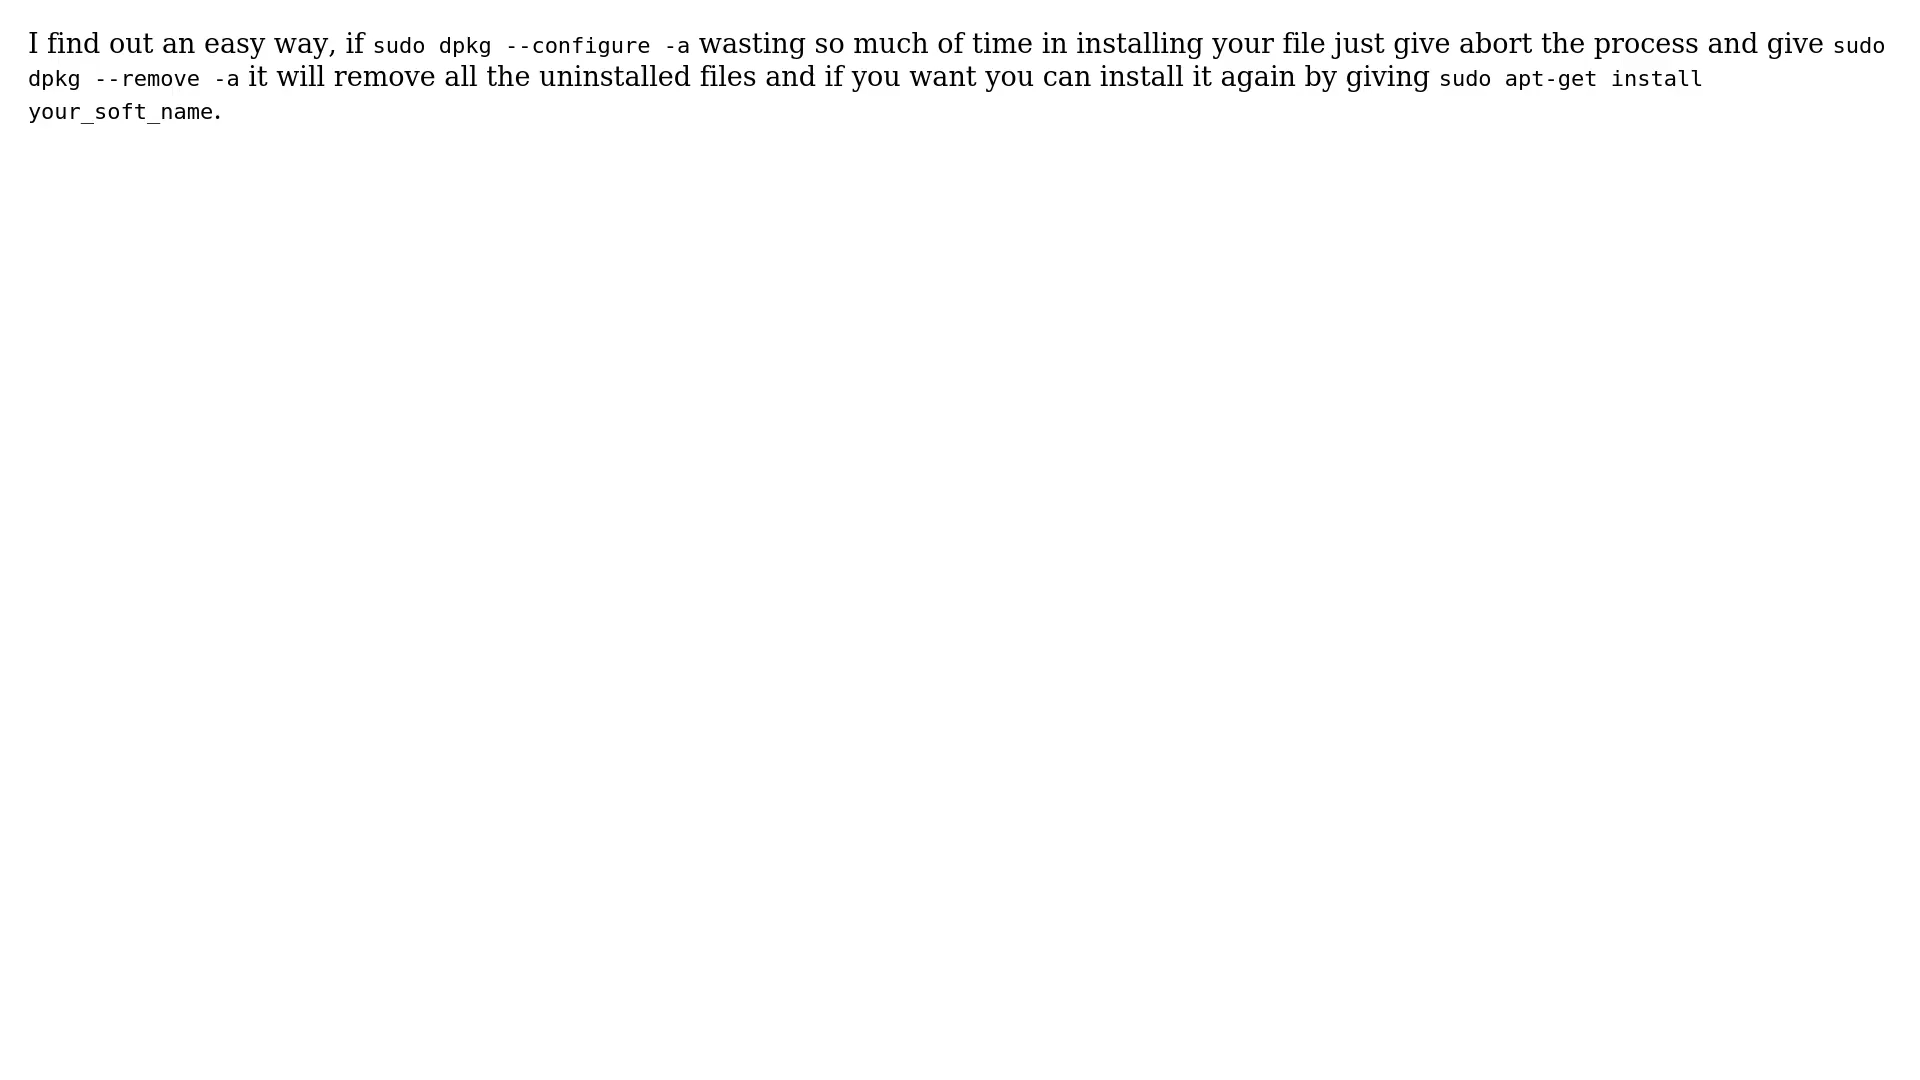 I find out an easy way, if sudo dpkg --configure -a wasting so much of time in installing your file just give abort the process and give sudo
dpkg --remove -a it will remove all the uninstalled files and if you want you can install it again by giving sudo apt-get install
your_soft_name.